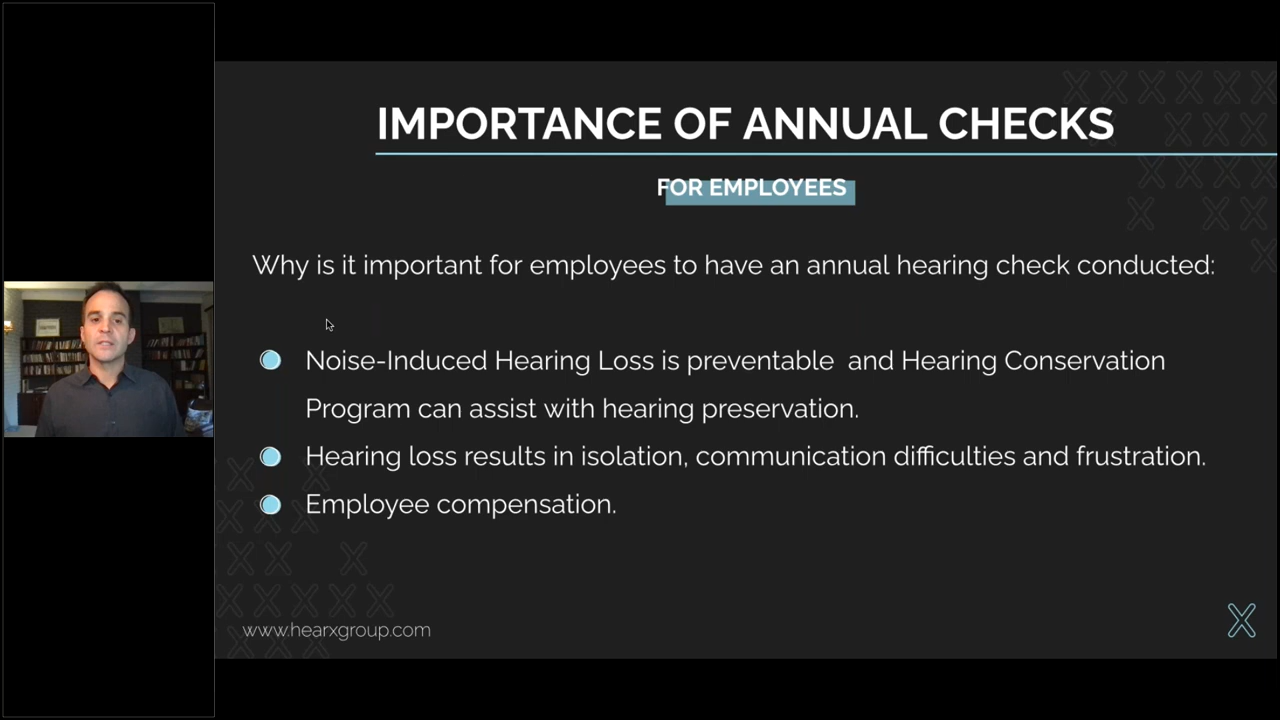 IMPORTANCE OF ANNUAL CHECKS
FOR EMPLOYEES
Why is it important for employees to have an annual hearing check conducted:
Noise-Induced Hearing Loss is preventable  and Hearing Conservation
Program can assist with hearing preservation.
Hearing loss results in isolation, communication difficulties and frustration.
Employee compensation.
www.hearxgroup.com